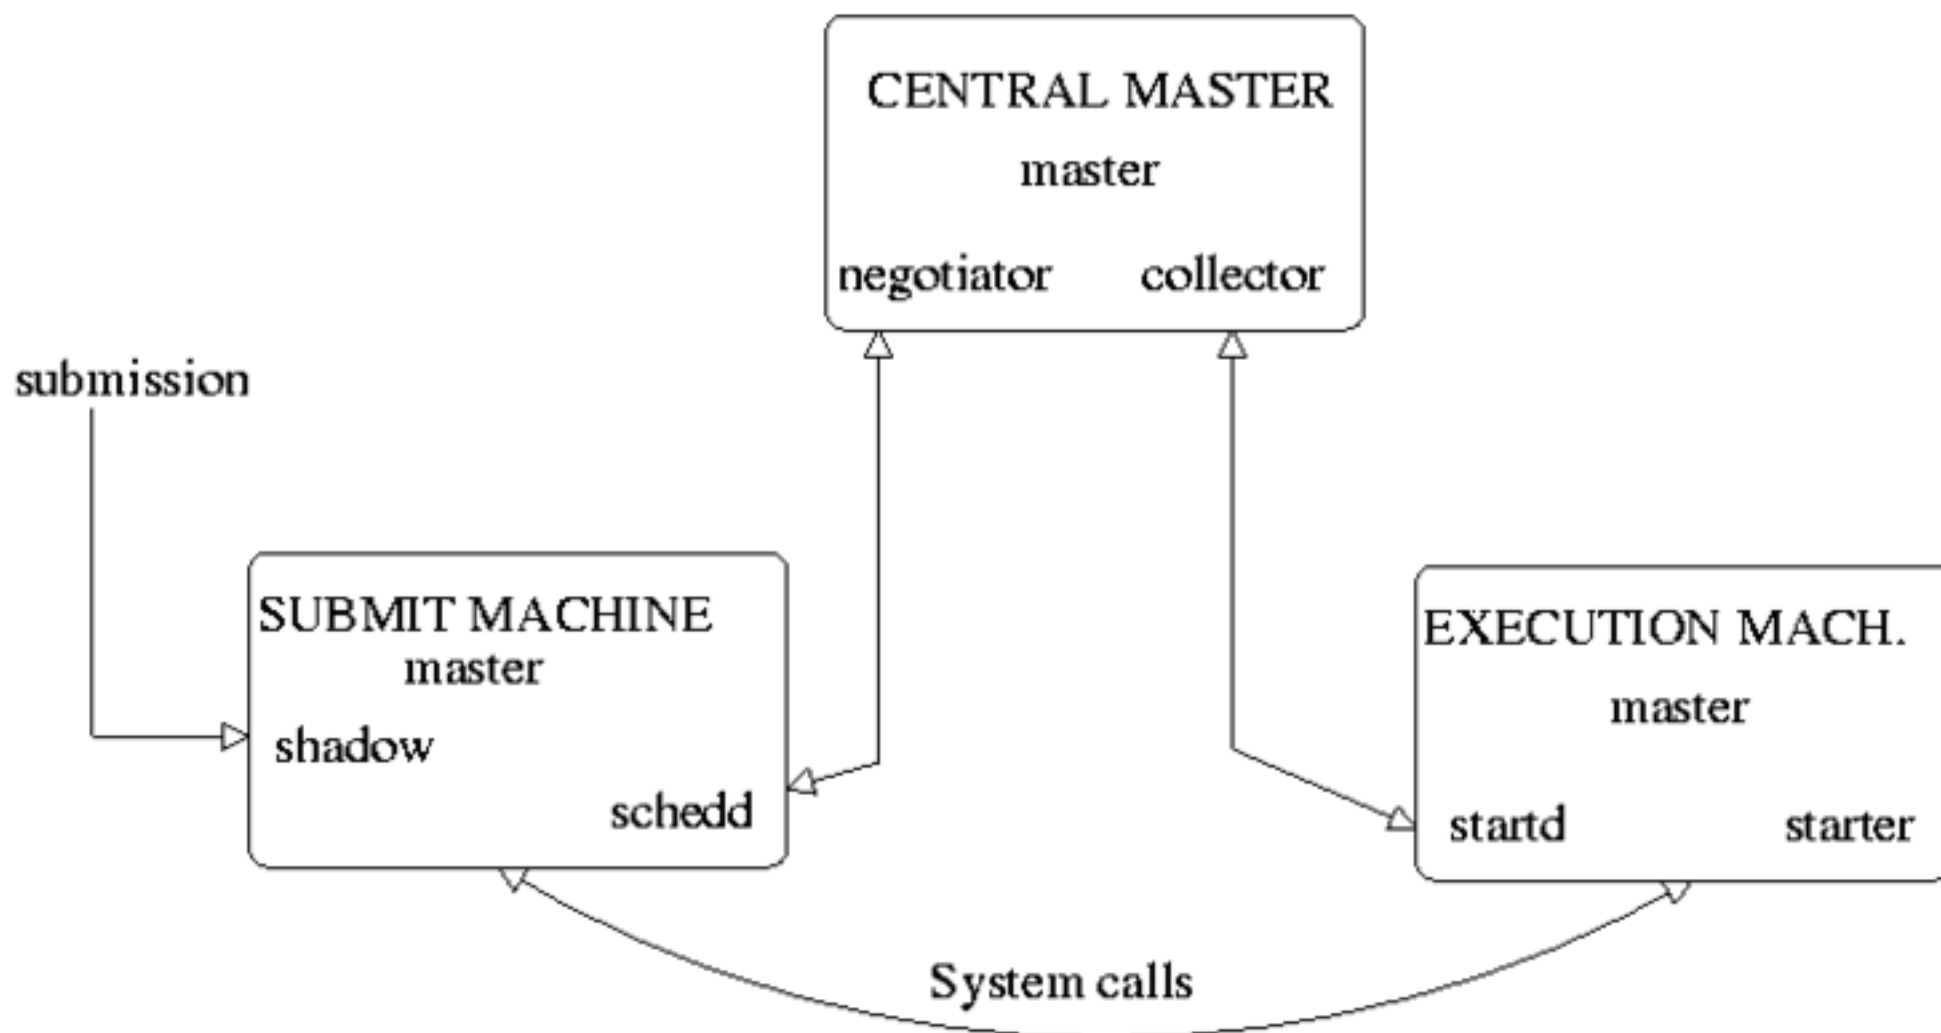 CENTRAL MASTER
master
negotiator collector
submission
SUBMIT MACHINE
master
shadow
schedd
EXECUTION MACH.
master
startd starter
System calls